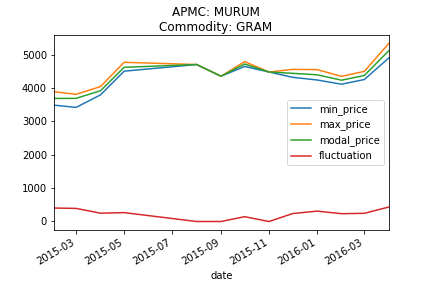 APMC: MURUM
Commodity: GRAM
5000
4000
3000
2000
1000
0
min_price
max_price
modal_price
fluctuation
2015-03
2015-05
2015-07
2015-09
2015-11
2016-01
2016-03
date